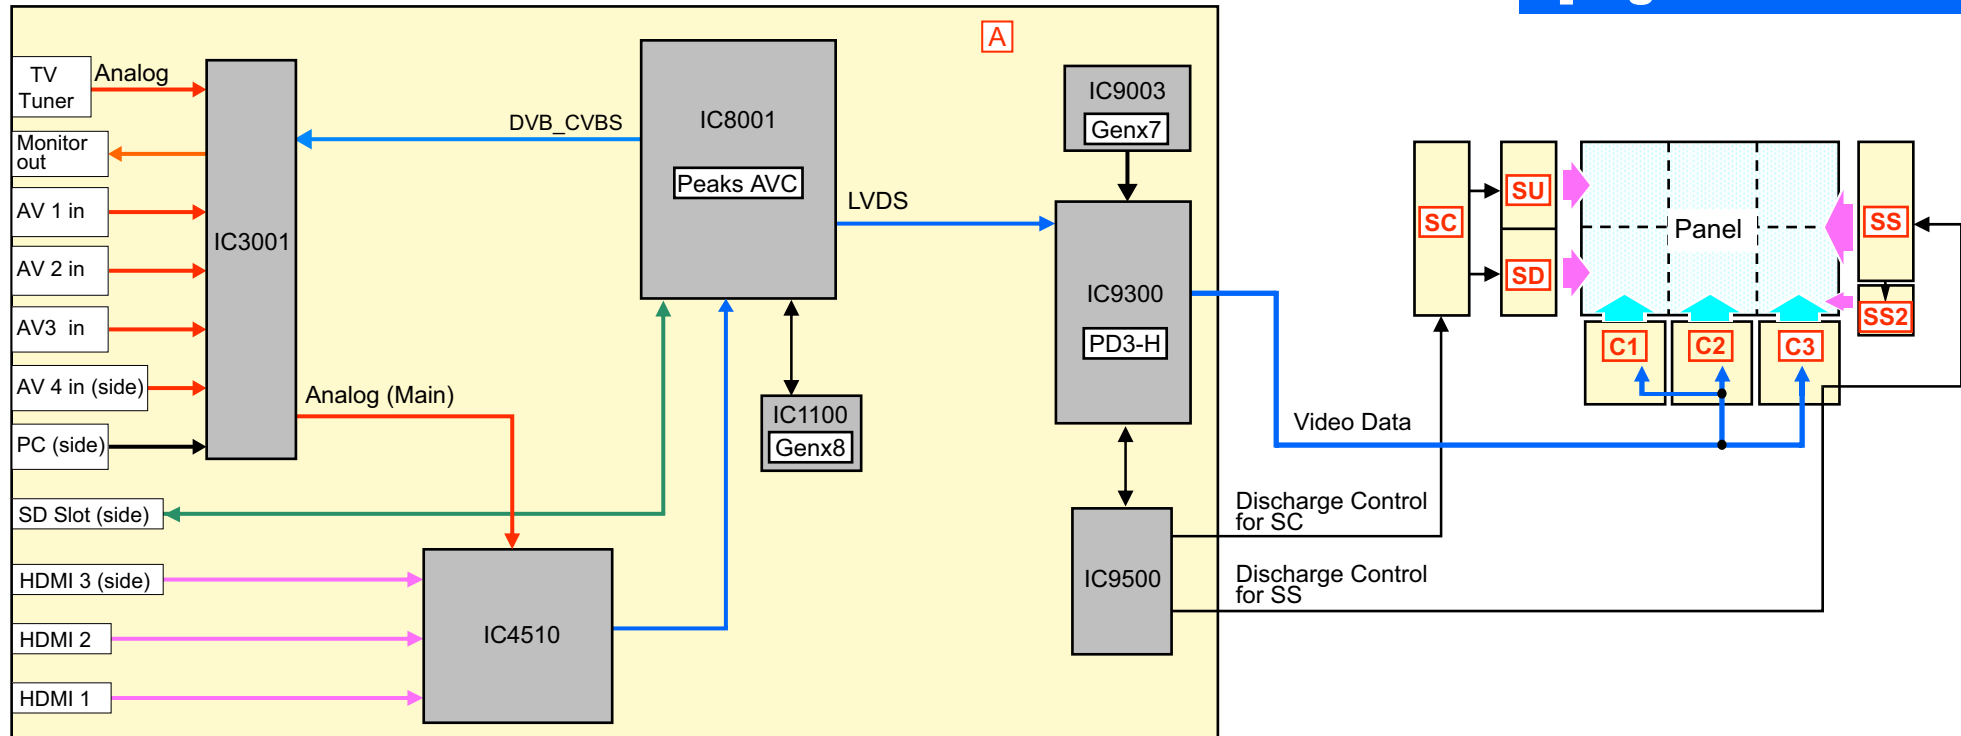 A
TV
Tuner
Analog
Monitor
out
AV 1 in
AV 2 in
AV3 in
AV 4 in (side)
PC (side)
SD Slot (side)
HDMI 3 (side)
HDMI 2
HDMI 1
IC3001
DVB_CVBS
Analog (Main)
IC8001
Peaks AVC
LVDS
IC1100
Genx8
IC4510
IC9003
Genx7
IC9300
PD3-H
IC9500
Video Data
Discharge Control
for SC
Discharge Control
for SS
SC
SU
SD
Panel
SS
SS2
C1
C2
C3